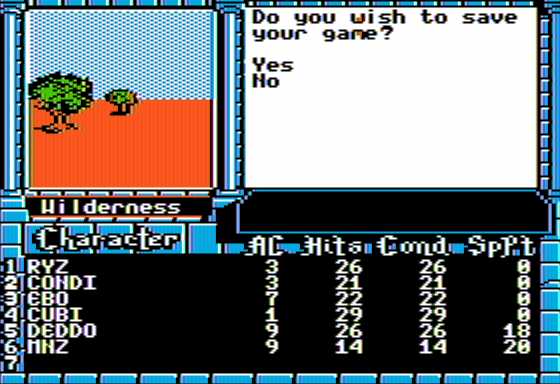 Do you wish to save
your game?
Yes
No
Wilderness
Character AC Hits Cond SpPt
1 RYZ 3 26 26 0
2 CONDI 3 21 21 0
3 EBO 7 22 22 0
4 CUBI 1 29 29 0
5 DEDDO 9 26 26 18
6 MNZ 9 14 14 20
7